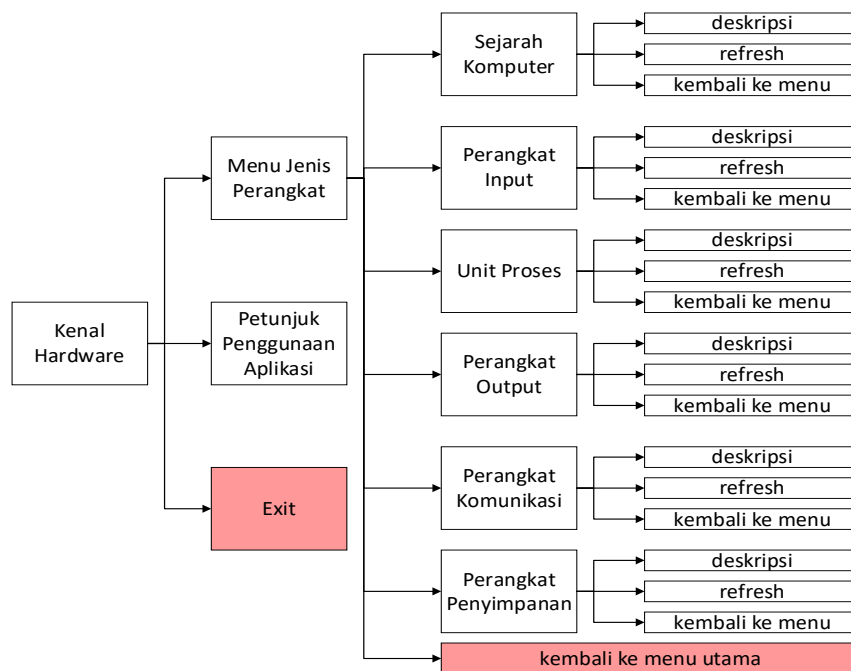 Kenal
Hardware
Menu Jenis
Perangkat
Petunjuk
Penggunaan
Aplikasi
Exit
Sejarah
Komputer
deskripsi
refresh
kembali ke menu
Perangkat
Input
deskripsi
refresh
kembali ke menu
Unit Proses
deskripsi
refresh
kembali ke menu
Perangkat
Output
deskripsi
refresh
kembali ke menu
Perangkat
Komunikasi
deskripsi
refresh
kembali ke menu
Perangkat
Penyimpanan
deskripsi
refresh
kembali ke menu
kembali ke menu utama